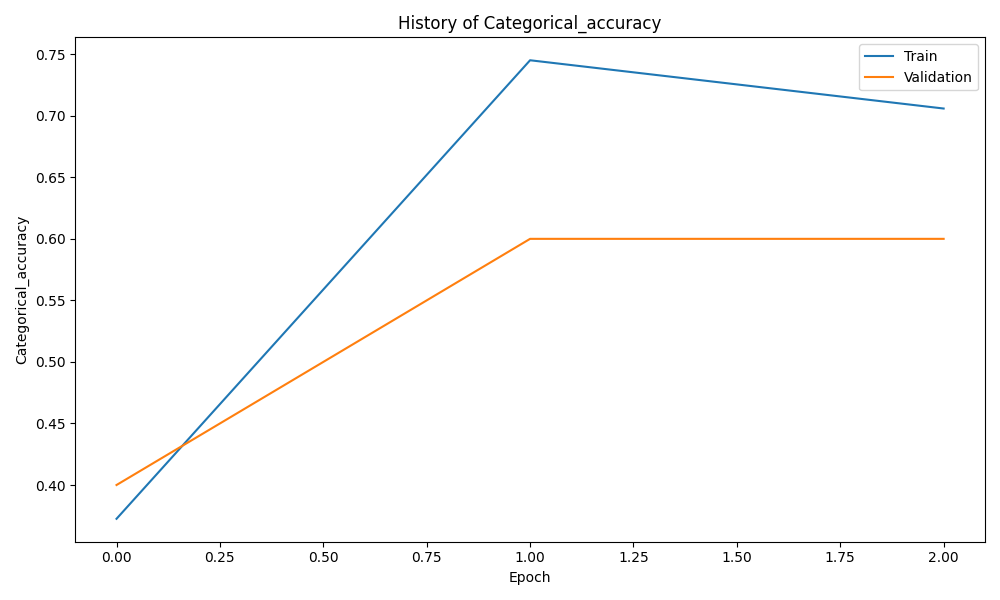 History of Categorical_accuracy
Train
Validation
Categorical_accuracy
0.75
0.70
0.65
0.60
0.55
0.50
0.45
0.40
0.00 0.25 0.50 0.75 1.00 1.25 1.50 1.75 2.00
Epoch